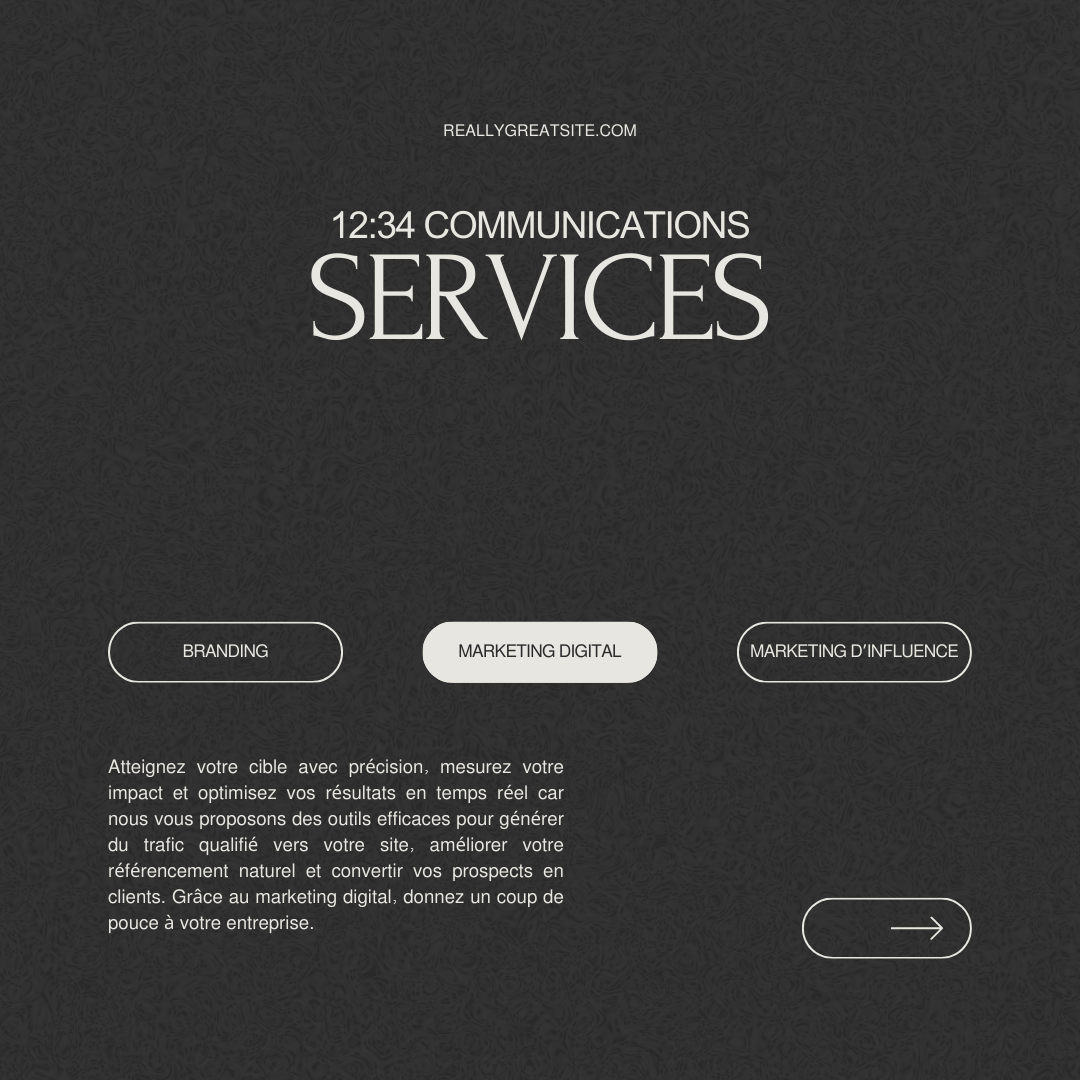 REALLYGREATSITE.COM
12:34 COMMUNICATIONS
SERVICES
BRANDING
MARKETING DIGITAL
MARKETING D'INFLUENCE
Atteignez votre cible avec précision, mesurez votre
impact et optimisez vos résultats en temps réel car
nous vous proposons des outils efficaces pour générer
du trafic qualifié vers votre site, améliorer votre
référencement naturel et convertir vos prospects en
clients. Grâce au marketing digital, donnez un coup de
pouce à votre entreprise.